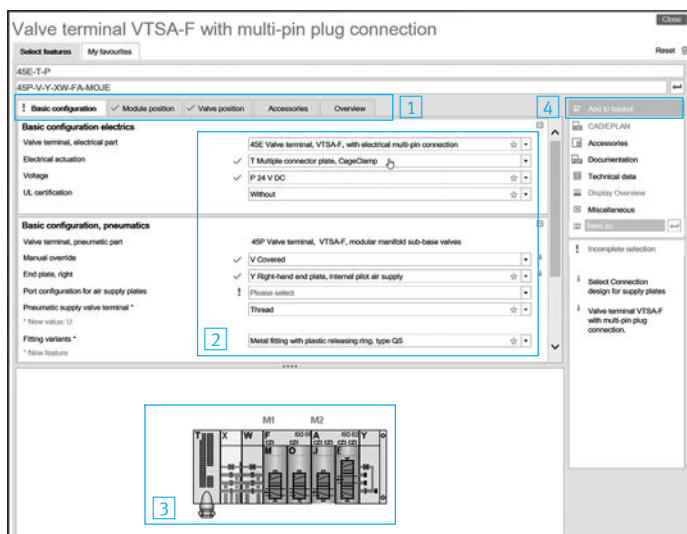 Close
Valve terminal VTSA-F with multi-pin plug connection
Select features My favourites Reset
45E-T-P
45P-V-Y-XW-FA-MOJE
! Basic configuration Module position Valve position Accessories Overview 1 4 Add to basket
Basic configuration electrics CAD/EPLAN
Valve terminal, electrical part 45E Valve terminal, VTSA-F, with electrical multi-pin connection Accessories
Electrical actuation T Multiple connector plate, CageClamp Documentation
Voltage P 24 V DC Technical data
UL certification Without Display Overview
Miscellaneous
Basic configuration, pneumatics Save as
Valve terminal, pneumatic part 45P Valve terminal, VTSA-F, modular manifold sub-base valves ! Incomplete selection
Manual override V Covered
End plate, right Y Right-hand end plate, internal pilot air supply
Port configuration for air supply plates ! Please select
Pneumatic supply valve terminal * Thread
* New value: U
Fitting variants * 2 Metal fitting with plastic releasing ring, type QS
* New feature
i Select Connection
design for supply plates
i Valve terminal VTSA-F
with multi-pin plug
connection.
M1 M2
T X W F ISO A ISO 02 Y
M O J E
3